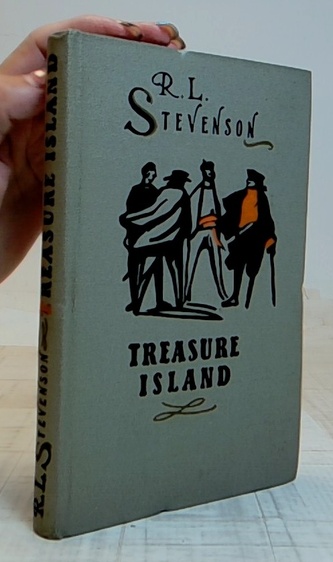 R. L.
STEVENSON
TREASURE
ISLAND
R. L. STEVENSON TREASURE ISLAND